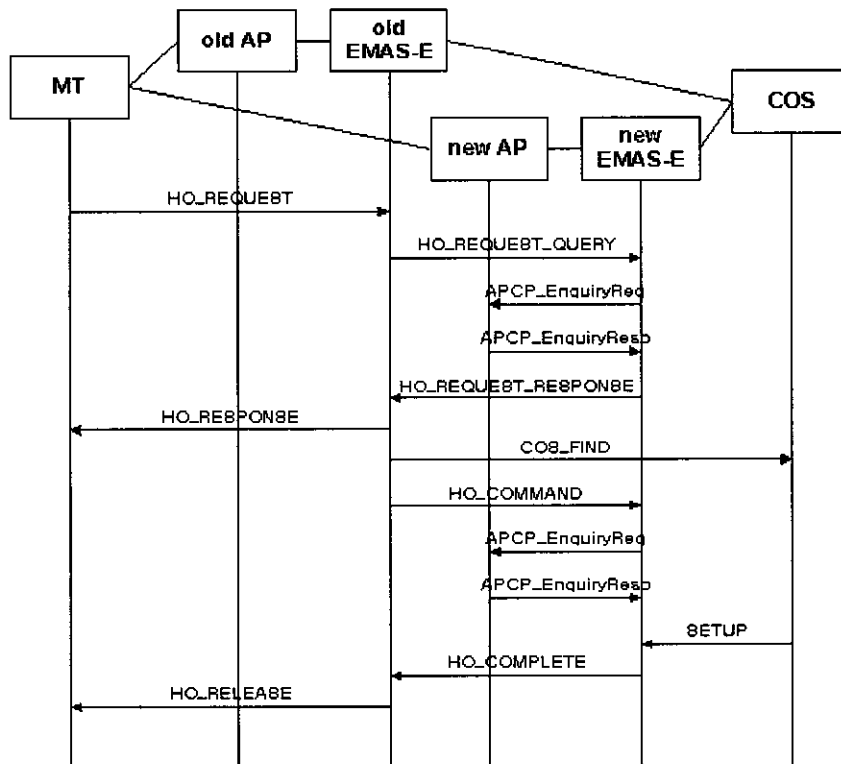 old AP
old
EMAS-E
MT
COS
new AP
new
EMAS-E
HO_REQUEST
HO_REQUEST_QUERY
APCP_EnquiryReq
APCP_EnquiryResp
HO_REQUEST_RESPONSE
HO_RESPONSE
COS_FIND
HO_COMMAND
APCP_EnquiryReq
APCP_EnquiryResp
SETUP
HO_COMPLETE
HO_RELEASE